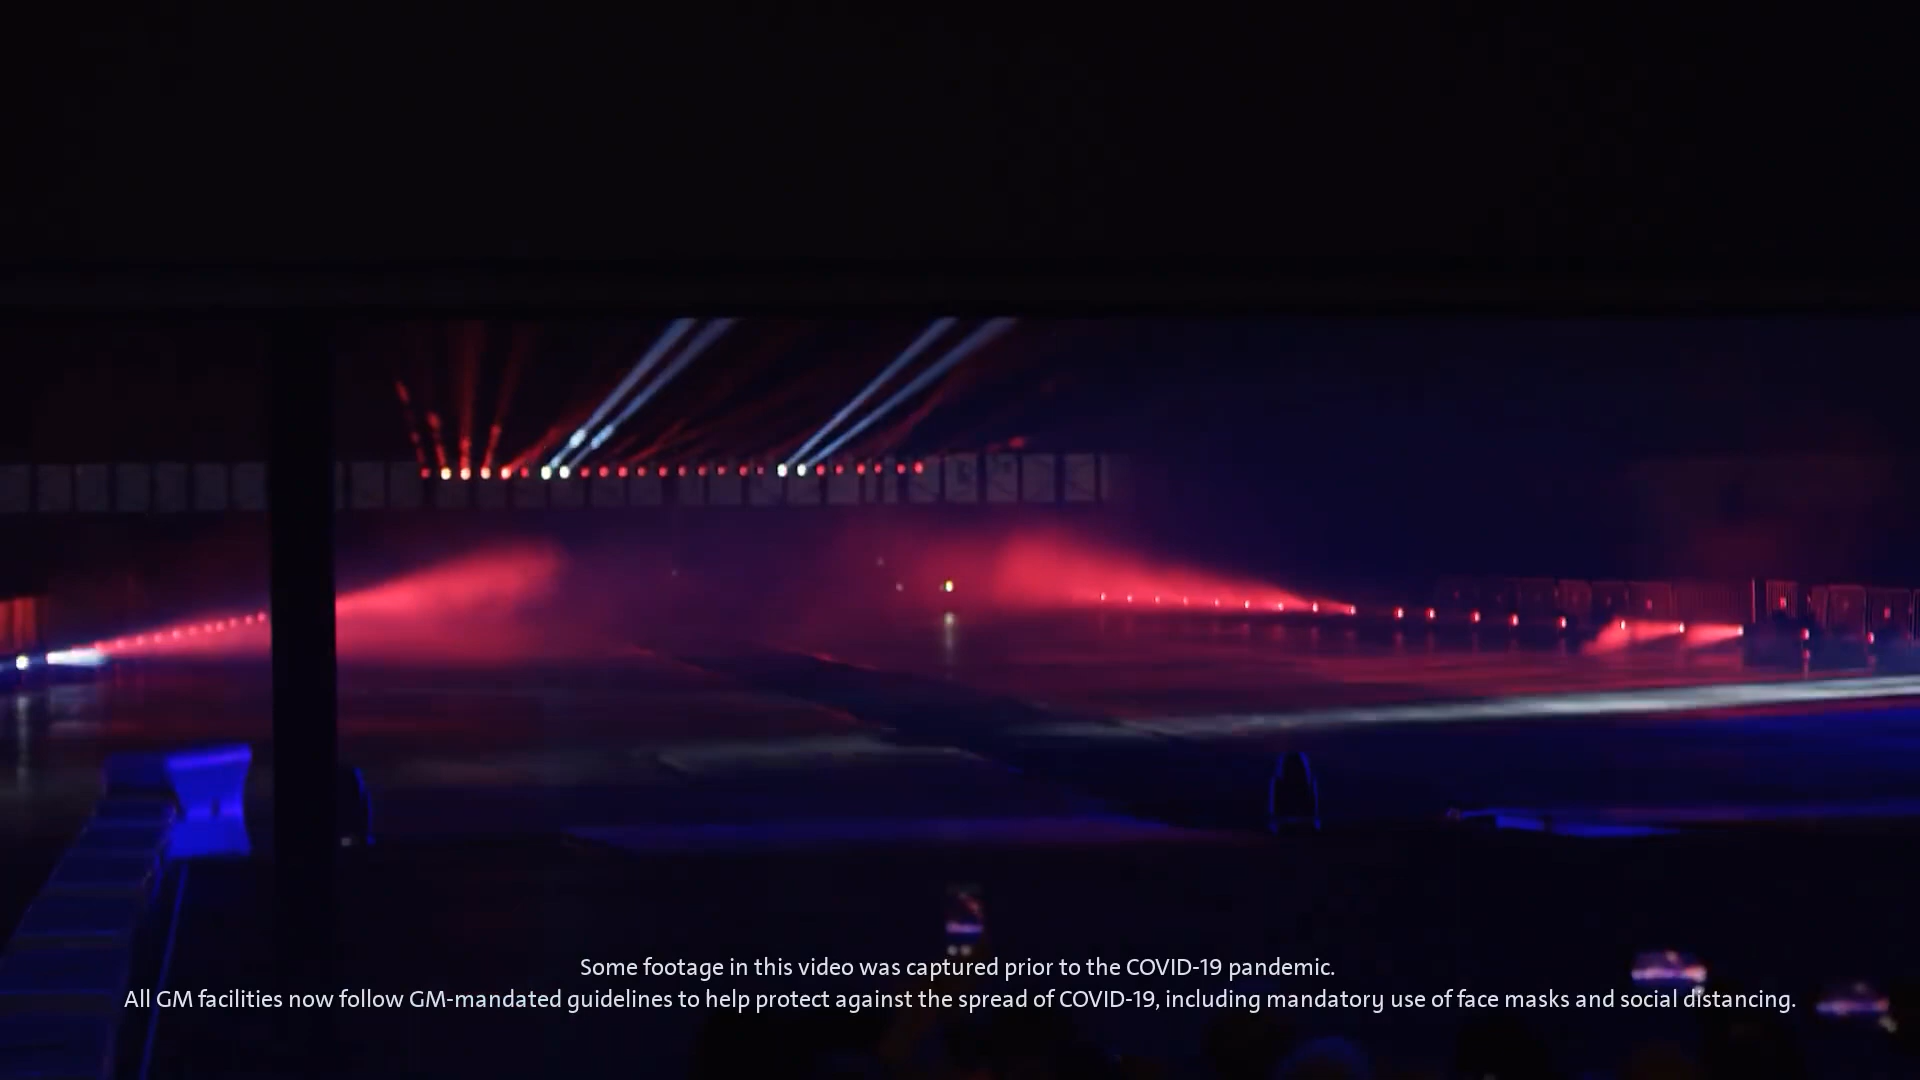 Some footage in this video was captured prior to the COVID-19 pandemic.
All GM facilities now follow GM-mandated guidelines to help protect against the spread of COVID-19, including mandatory use of face masks and social distancing.